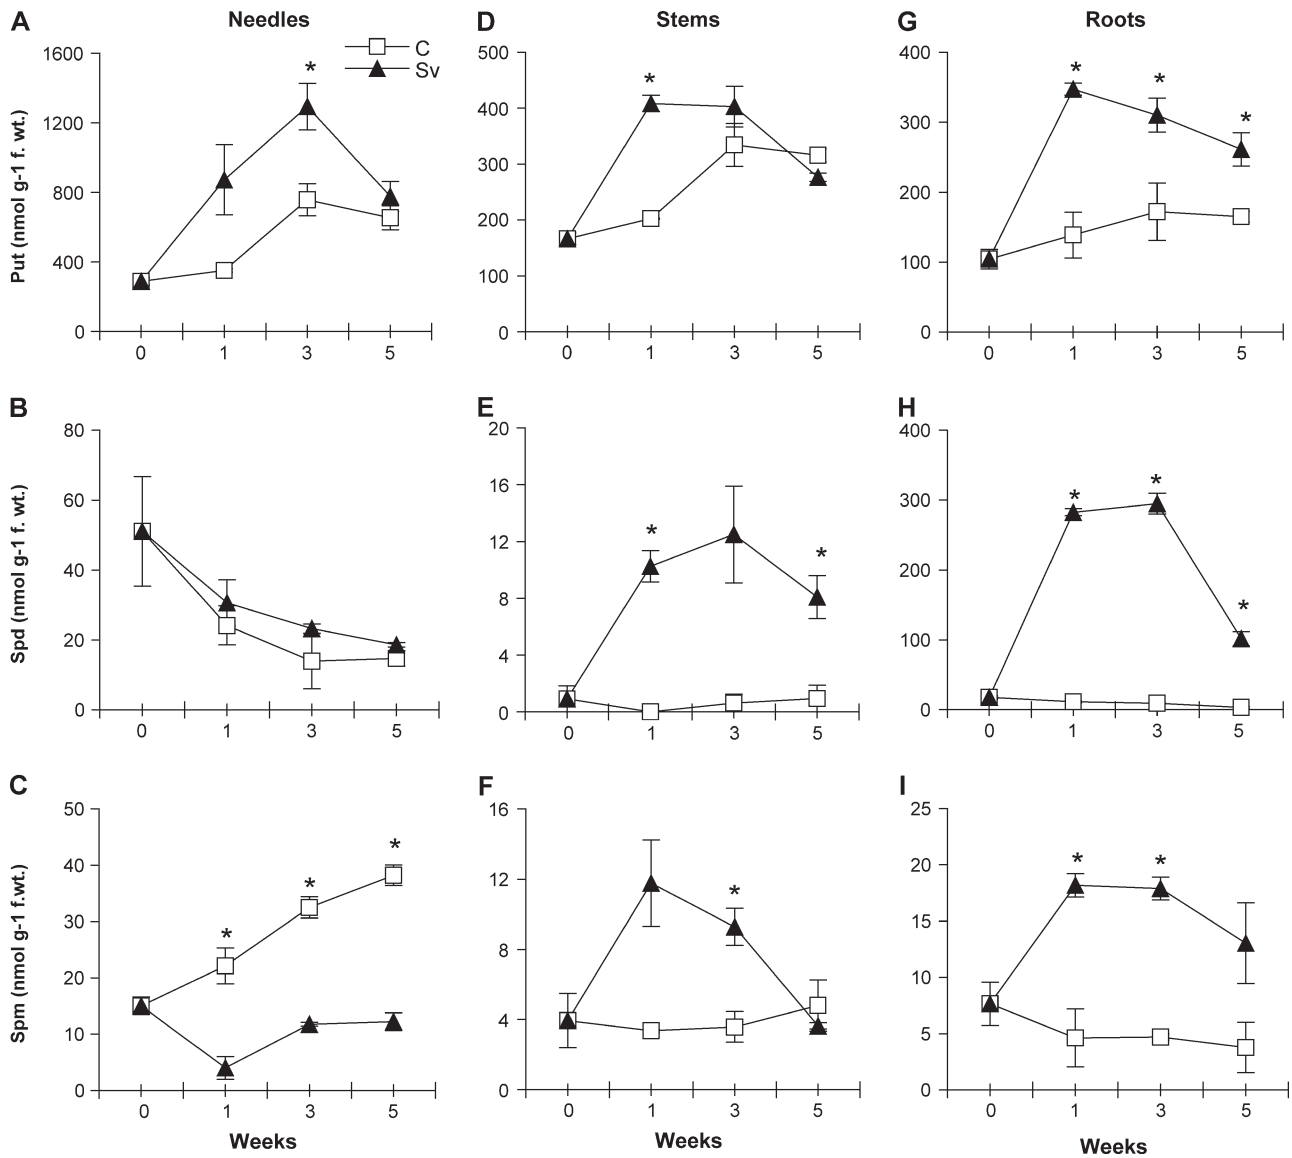 A Needles
C
Sv
*
1600
1200
800
400
0
0 1 3 5
Put (nmol g-1 f. wt.)
D Stems
*
500
400
300
200
100
0
0 1 3 5
G Roots
* * *
400
300
200
100
0
0 1 3 5
B
80
60
40
20
0
0 1 3 5
Spd (nmol g-1 f. wt.)
E
* *
20
16
12
8
4
0
0 1 3 5
H
* * *
400
300
200
100
0
0 1 3 5
C
* * *
50
40
30
20
10
0
0 1 3 5
Spm (nmol g-1 f.wt.)
Weeks
F
*
16
12
8
4
0
0 1 3 5
Weeks
I
* *
25
20
15
10
5
0
0 1 3 5
Weeks